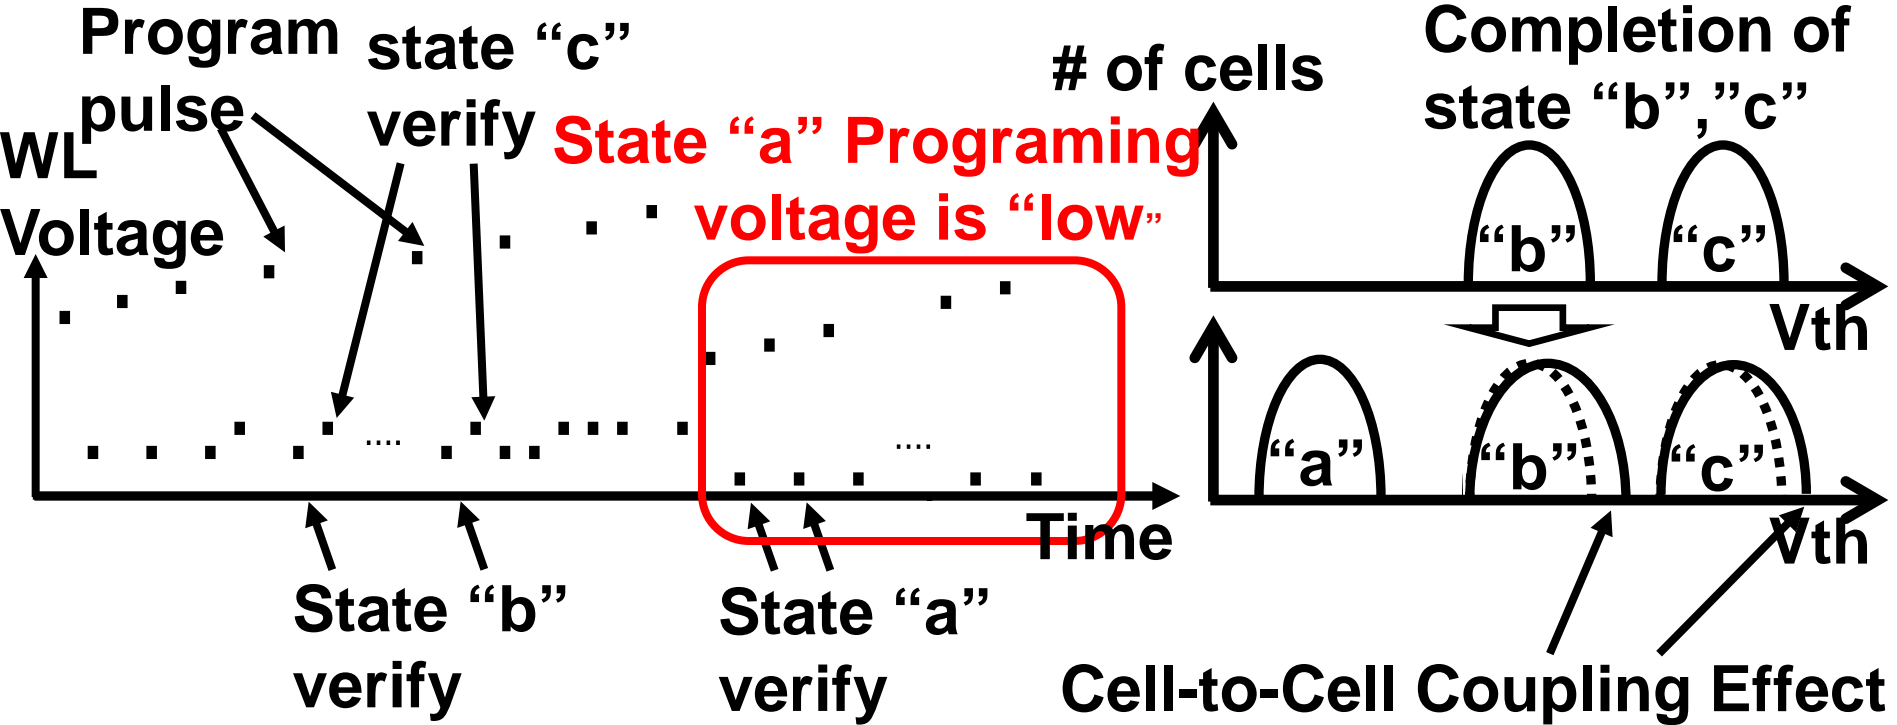 Program
pulse
state “c”
verify
WL
Voltage
State “a” Programing
voltage is “low”
....
....
Time
State “b”
verify
State “a”
verify
# of cells
Completion of
state “b”,”c”
“b”
“c”
Vth
“a”
“b”
“c”
Vth
Cell-to-Cell Coupling Effect